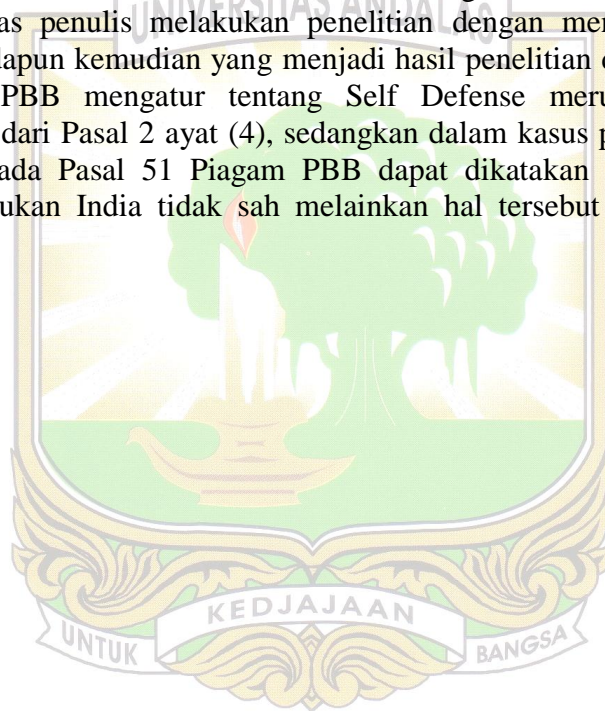 as penulis melakukan penelitian dengan mer
UNIVERSITAS ANDALAS
dapun kemudian yang menjadi hasil penelitian
PBB mengatur tentang Self Defense meru
dari Pasal 2 ayat (4), sedangkan dalam kasus p
ada Pasal 51 Piagam PBB dapat dikatakan
ukan India tidak sah melainkan hal tersebut
KEDJAJAAN
UNTUK
BANGSA